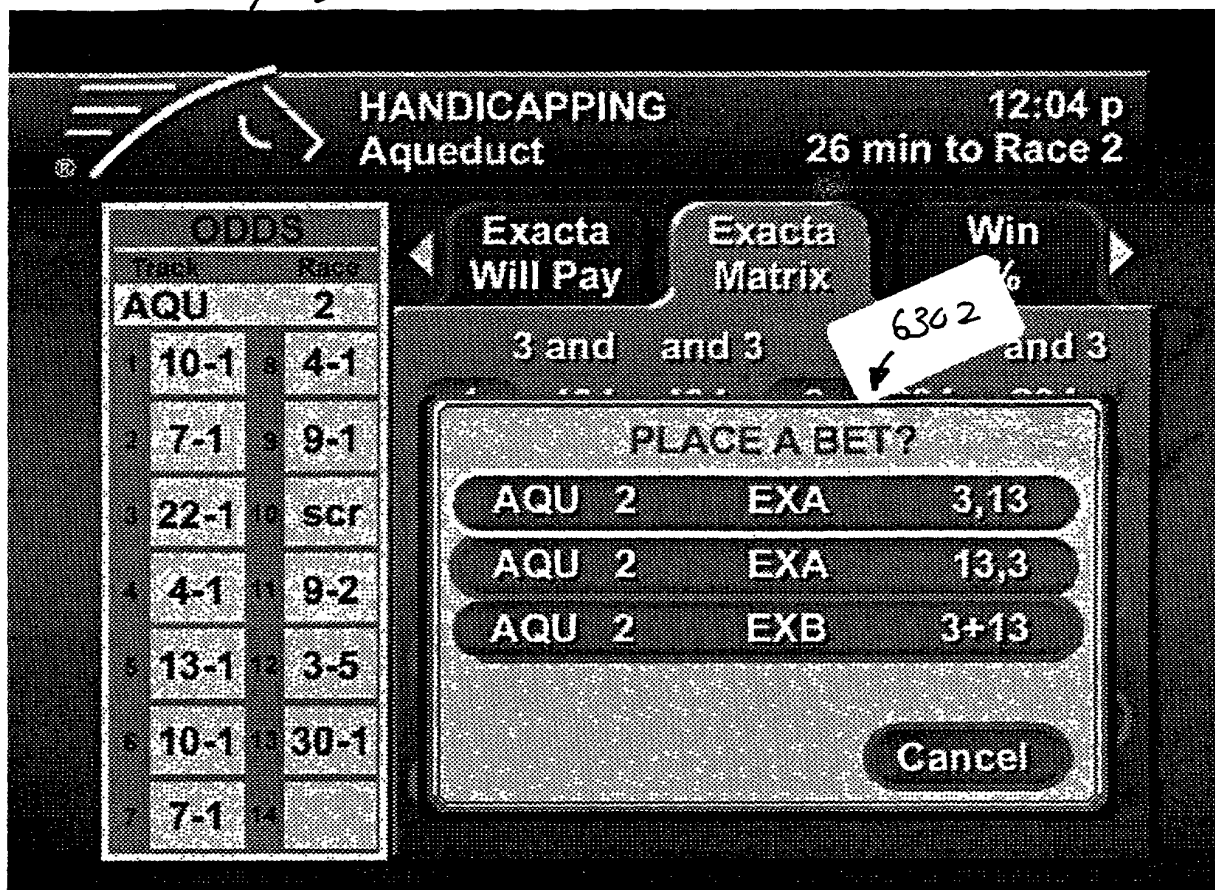 HANDICAPPING
Aqueduct
12:04 p
26 min to Race 2
®
ODDS
Track Race
AQU 2
1 10-1 8 4-1
2 7-1 9 9-1
3 22-1 10 scr
4 4-1 11 9-2
5 13-1 12 3-5
6 10-1 13 30-1
7 7-1 14
Exacta
Will Pay
Exacta
Matrix
Win
%
3 and and 3 and 3
6302
PLACE A BET?
AQU 2 EXA 3,13
AQU 2 EXA 13,3
AQU 2 EXB 3+13
Cancel